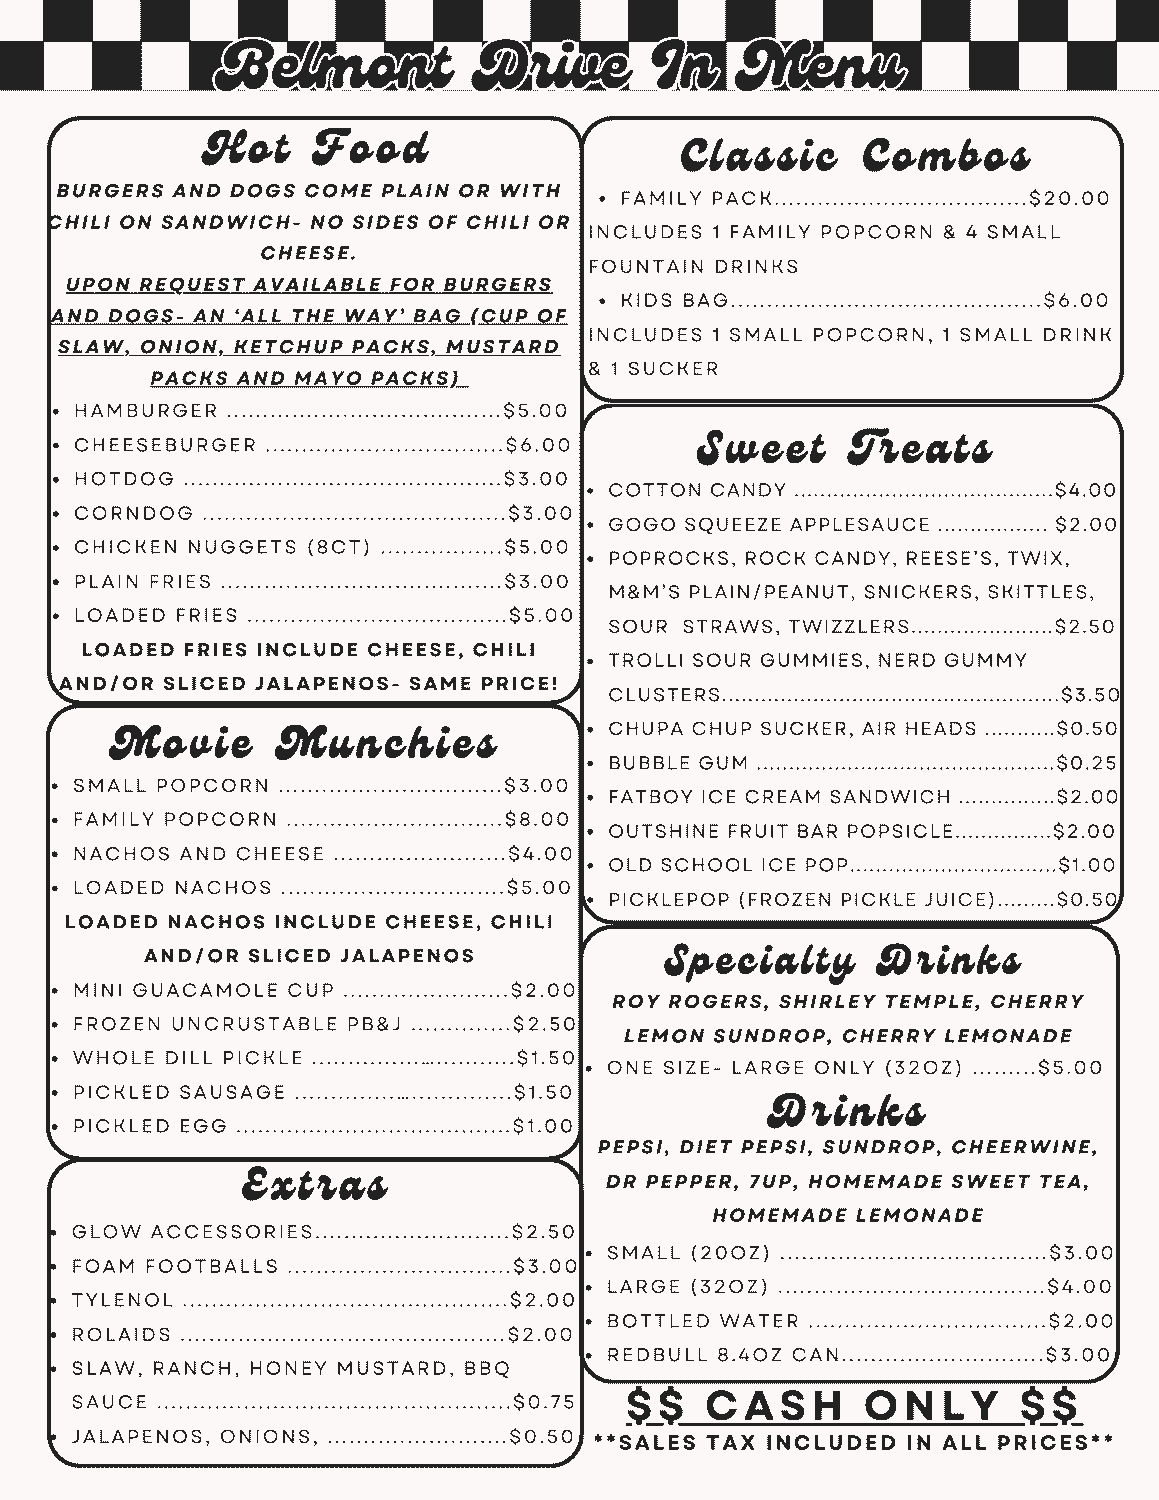 Belmont Drive In Menu
Hot Food
BURGERS AND DOGS COME PLAIN OR WITH
CHILI ON SANDWICH- NO SIDES OF CHILI OR
CHEESE.
UPON REQUEST AVAILABLE FOR BURGERS
AND DOGS- AN ‘ALL THE WAY’ BAG (CUP OF
SLAW, ONION, KETCHUP PACKS, MUSTARD
PACKS AND MAYO PACKS)
• HAMBURGER ......................................$5.00
• CHEESEBURGER .................................$6.00
• HOTDOG ............................................$3.00
• CORNDOG ..........................................$3.00
• CHICKEN NUGGETS (8CT) .................$5.00
• PLAIN FRIES .......................................$3.00
• LOADED FRIES ....................................$5.00
LOADED FRIES INCLUDE CHEESE, CHILI
AND/OR SLICED JALAPENOS- SAME PRICE!
Movie Munchies
• SMALL POPCORN ...............................$3.00
• FAMILY POPCORN ..............................$8.00
• NACHOS AND CHEESE ........................$4.00
• LOADED NACHOS ...............................$5.00
LOADED NACHOS INCLUDE CHEESE, CHILI
AND/OR SLICED JALAPENOS
• MINI GUACAMOLE CUP .......................$2.00
• FROZEN UNCRUSTABLE PB&J ..............$2.50
• WHOLE DILL PICKLE ............................$1.50
• PICKLED SAUSAGE ..............................$1.50
• PICKLED EGG ......................................$1.00
Extras
• GLOW ACCESSORIES...........................$2.50
• FOAM FOOTBALLS ...............................$3.00
• TYLENOL .............................................$2.00
• ROLAIDS .............................................$2.00
• SLAW, RANCH, HONEY MUSTARD, BBQ
SAUCE .....................................................$0.75
• JALAPENOS, ONIONS, .........................$0.50
Classic Combos
• FAMILY PACK...................................$20.00
INCLUDES 1 FAMILY POPCORN & 4 SMALL
FOUNTAIN DRINKS
• KIDS BAG...........................................$6.00
INCLUDES 1 SMALL POPCORN, 1 SMALL DRINK
& 1 SUCKER
Sweet Treats
• COTTON CANDY ........................................$4.00
• GOGO SQUEEZE APPLESAUCE ................. $2.00
• POPROCKS, ROCK CANDY, REESE’S, TWIX,
M&M’S PLAIN/PEANUT, SNICKERS, SKITTLES,
SOUR STRAWS, TWIZZLERS......................$2.50
• TROLLI SOUR GUMMIES, NERD GUMMY
CLUSTERS....................................................$3.50
• CHUPA CHUP SUCKER, AIR HEADS ...........$0.50
• BUBBLE GUM ..............................................$0.25
• FATBOY ICE CREAM SANDWICH ...............$2.00
• OUTSHINE FRUIT BAR POPSICLE...............$2.00
• OLD SCHOOL ICE POP................................$1.00
• PICKLEPOP (FROZEN PICKLE JUICE).........$0.50
Specialty Drinks
ROY ROGERS, SHIRLEY TEMPLE, CHERRY
LEMON SUNDROP, CHERRY LEMONADE
• ONE SIZE- LARGE ONLY (32OZ) .........$5.00
Drinks
PEPSI, DIET PEPSI, SUNDROP, CHEERWINE,
DR PEPPER, 7UP, HOMEMADE SWEET TEA,
HOMEMADE LEMONADE
• SMALL (20OZ) .....................................$3.00
• LARGE (32OZ) .....................................$4.00
• BOTTLED WATER .................................$2.00
• REDBULL 8.4OZ CAN............................$3.00
$$ CASH ONLY $$
**SALES TAX INCLUDED IN ALL PRICES**